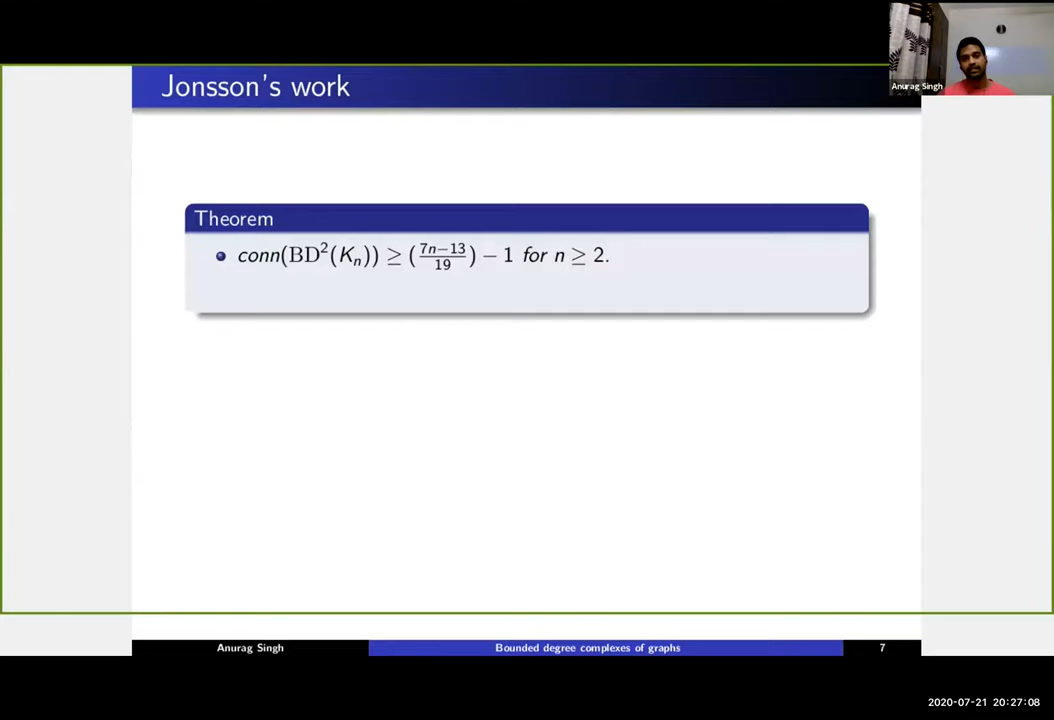 Jonsson's work
Anurag Singh
Theorem
• conn(BD²(Kₙ)) ≥ (\frac{7n−13}{19}) − 1 for n ≥ 2.
Anurag Singh
Bounded degree complexes of graphs
7
2020-07-21 20:27:08